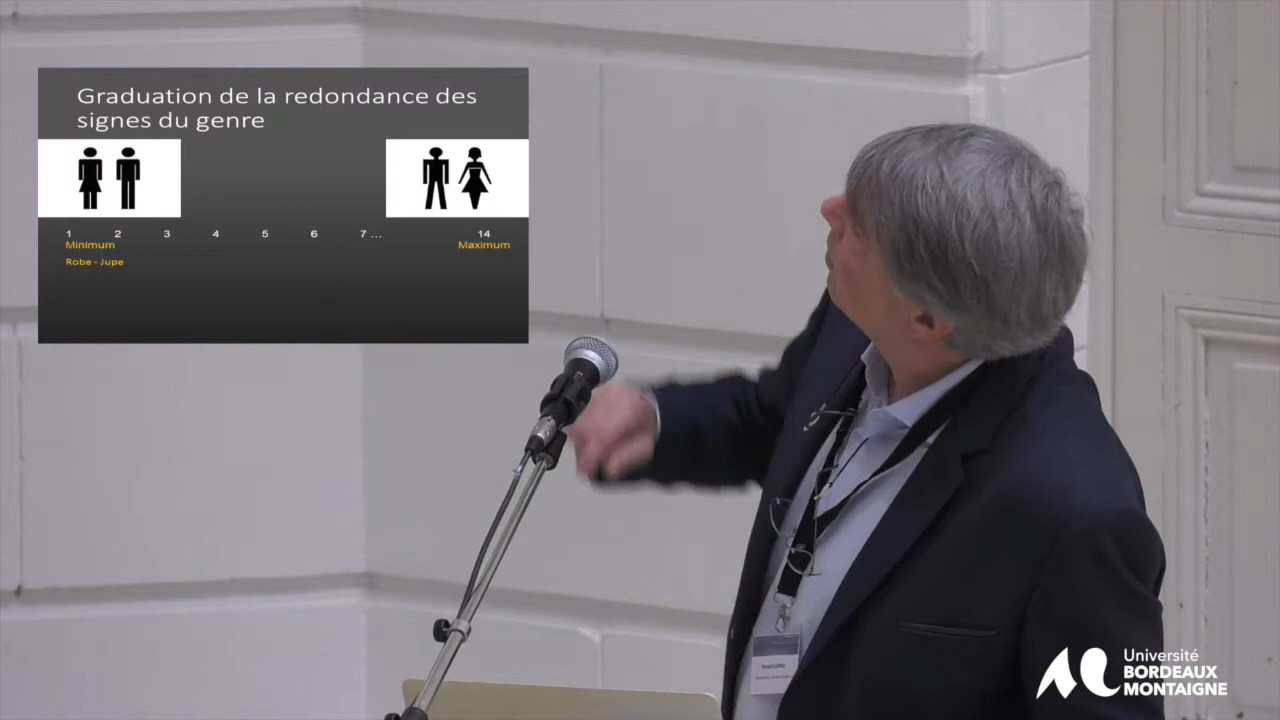 Graduation de la redondance des
signes du genre
1 2 3 4 5 6 7 ... 14
Minimum Maximum
Robe - Jupe
Université
BORDEAUX
MONTAIGNE